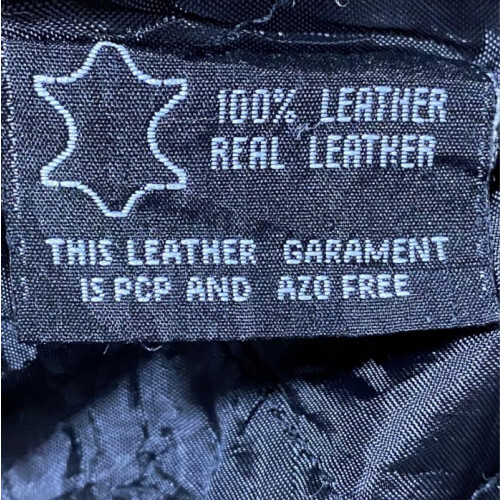 100% LEATHER
REAL LEATHER
THIS LEATHER GARAMENT
IS PCP AND AZO FREE